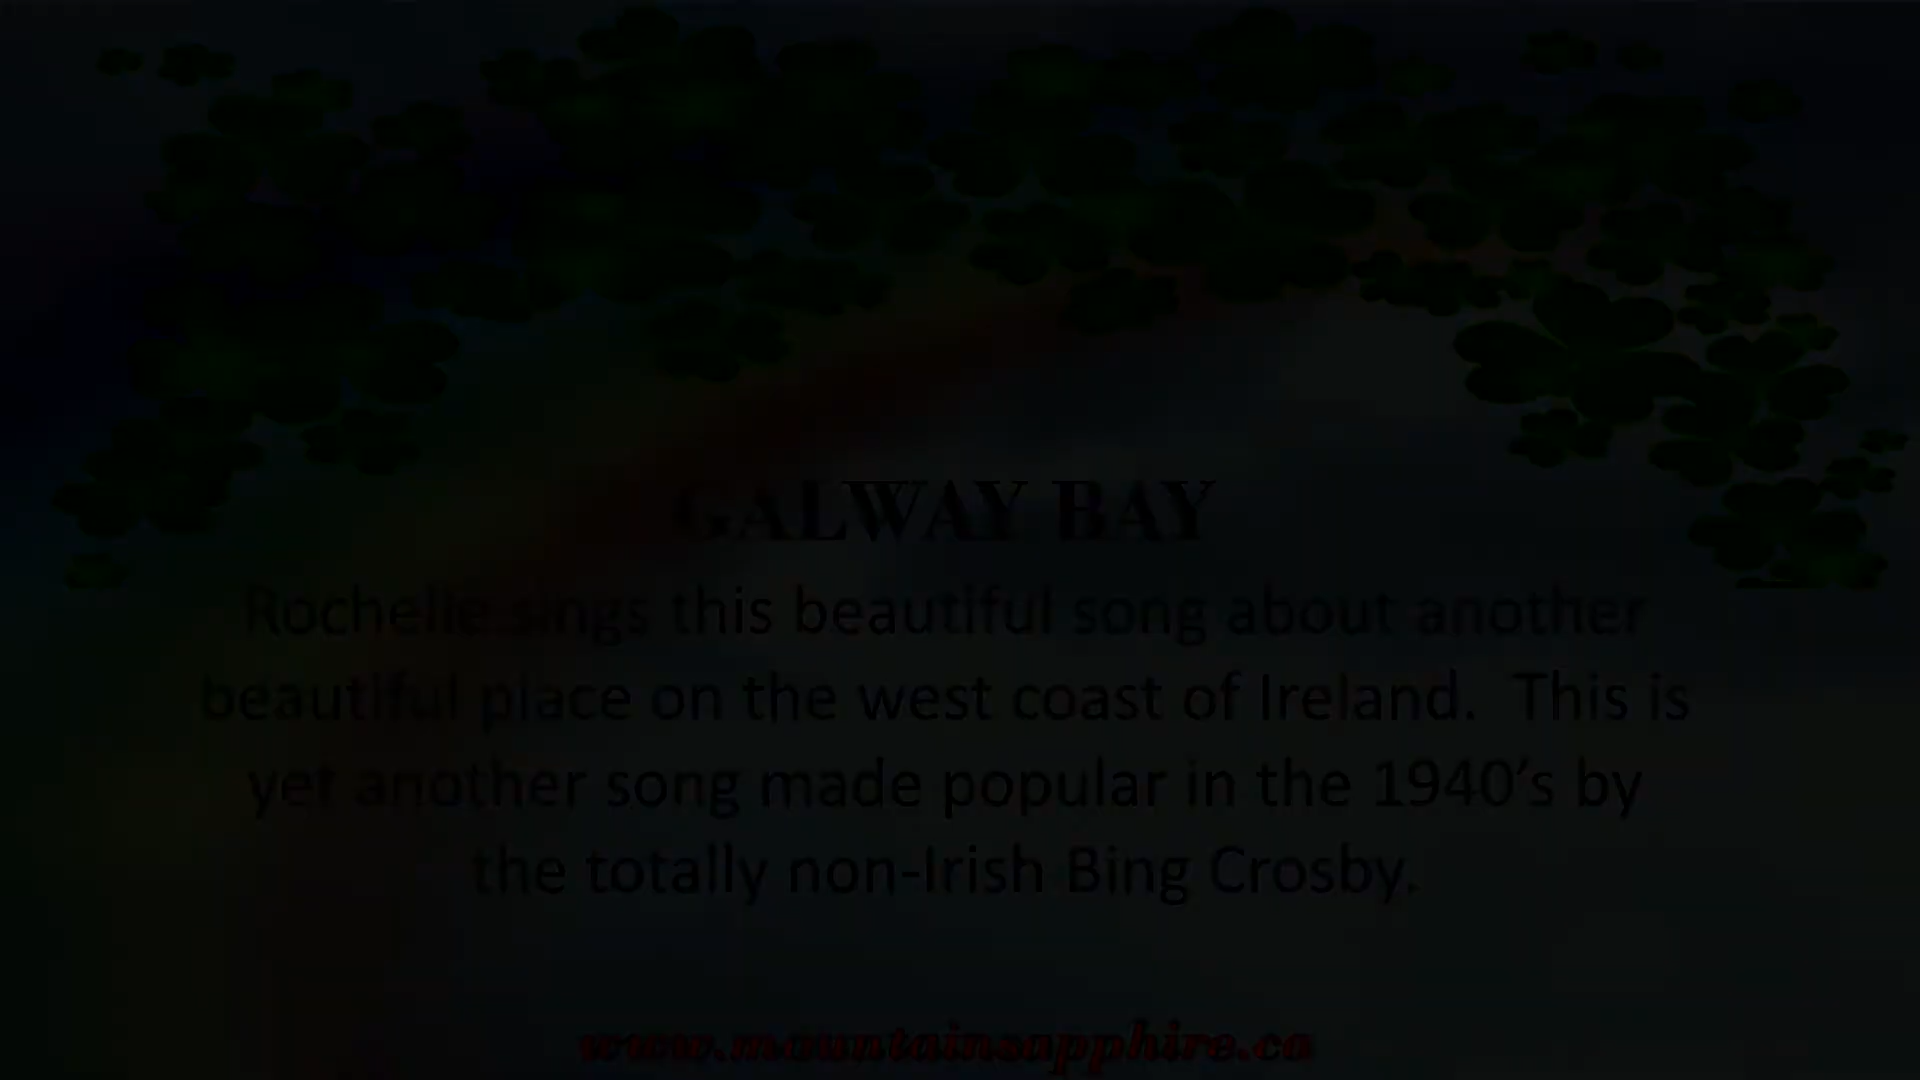 GALWAY BAY
Rochelle sings this beautiful song about another
beautiful place on the west coast of Ireland.  This is
yet another song made popular in the 1940's by
the totally non-Irish Bing Crosby.
www.mountainsapphire.ca